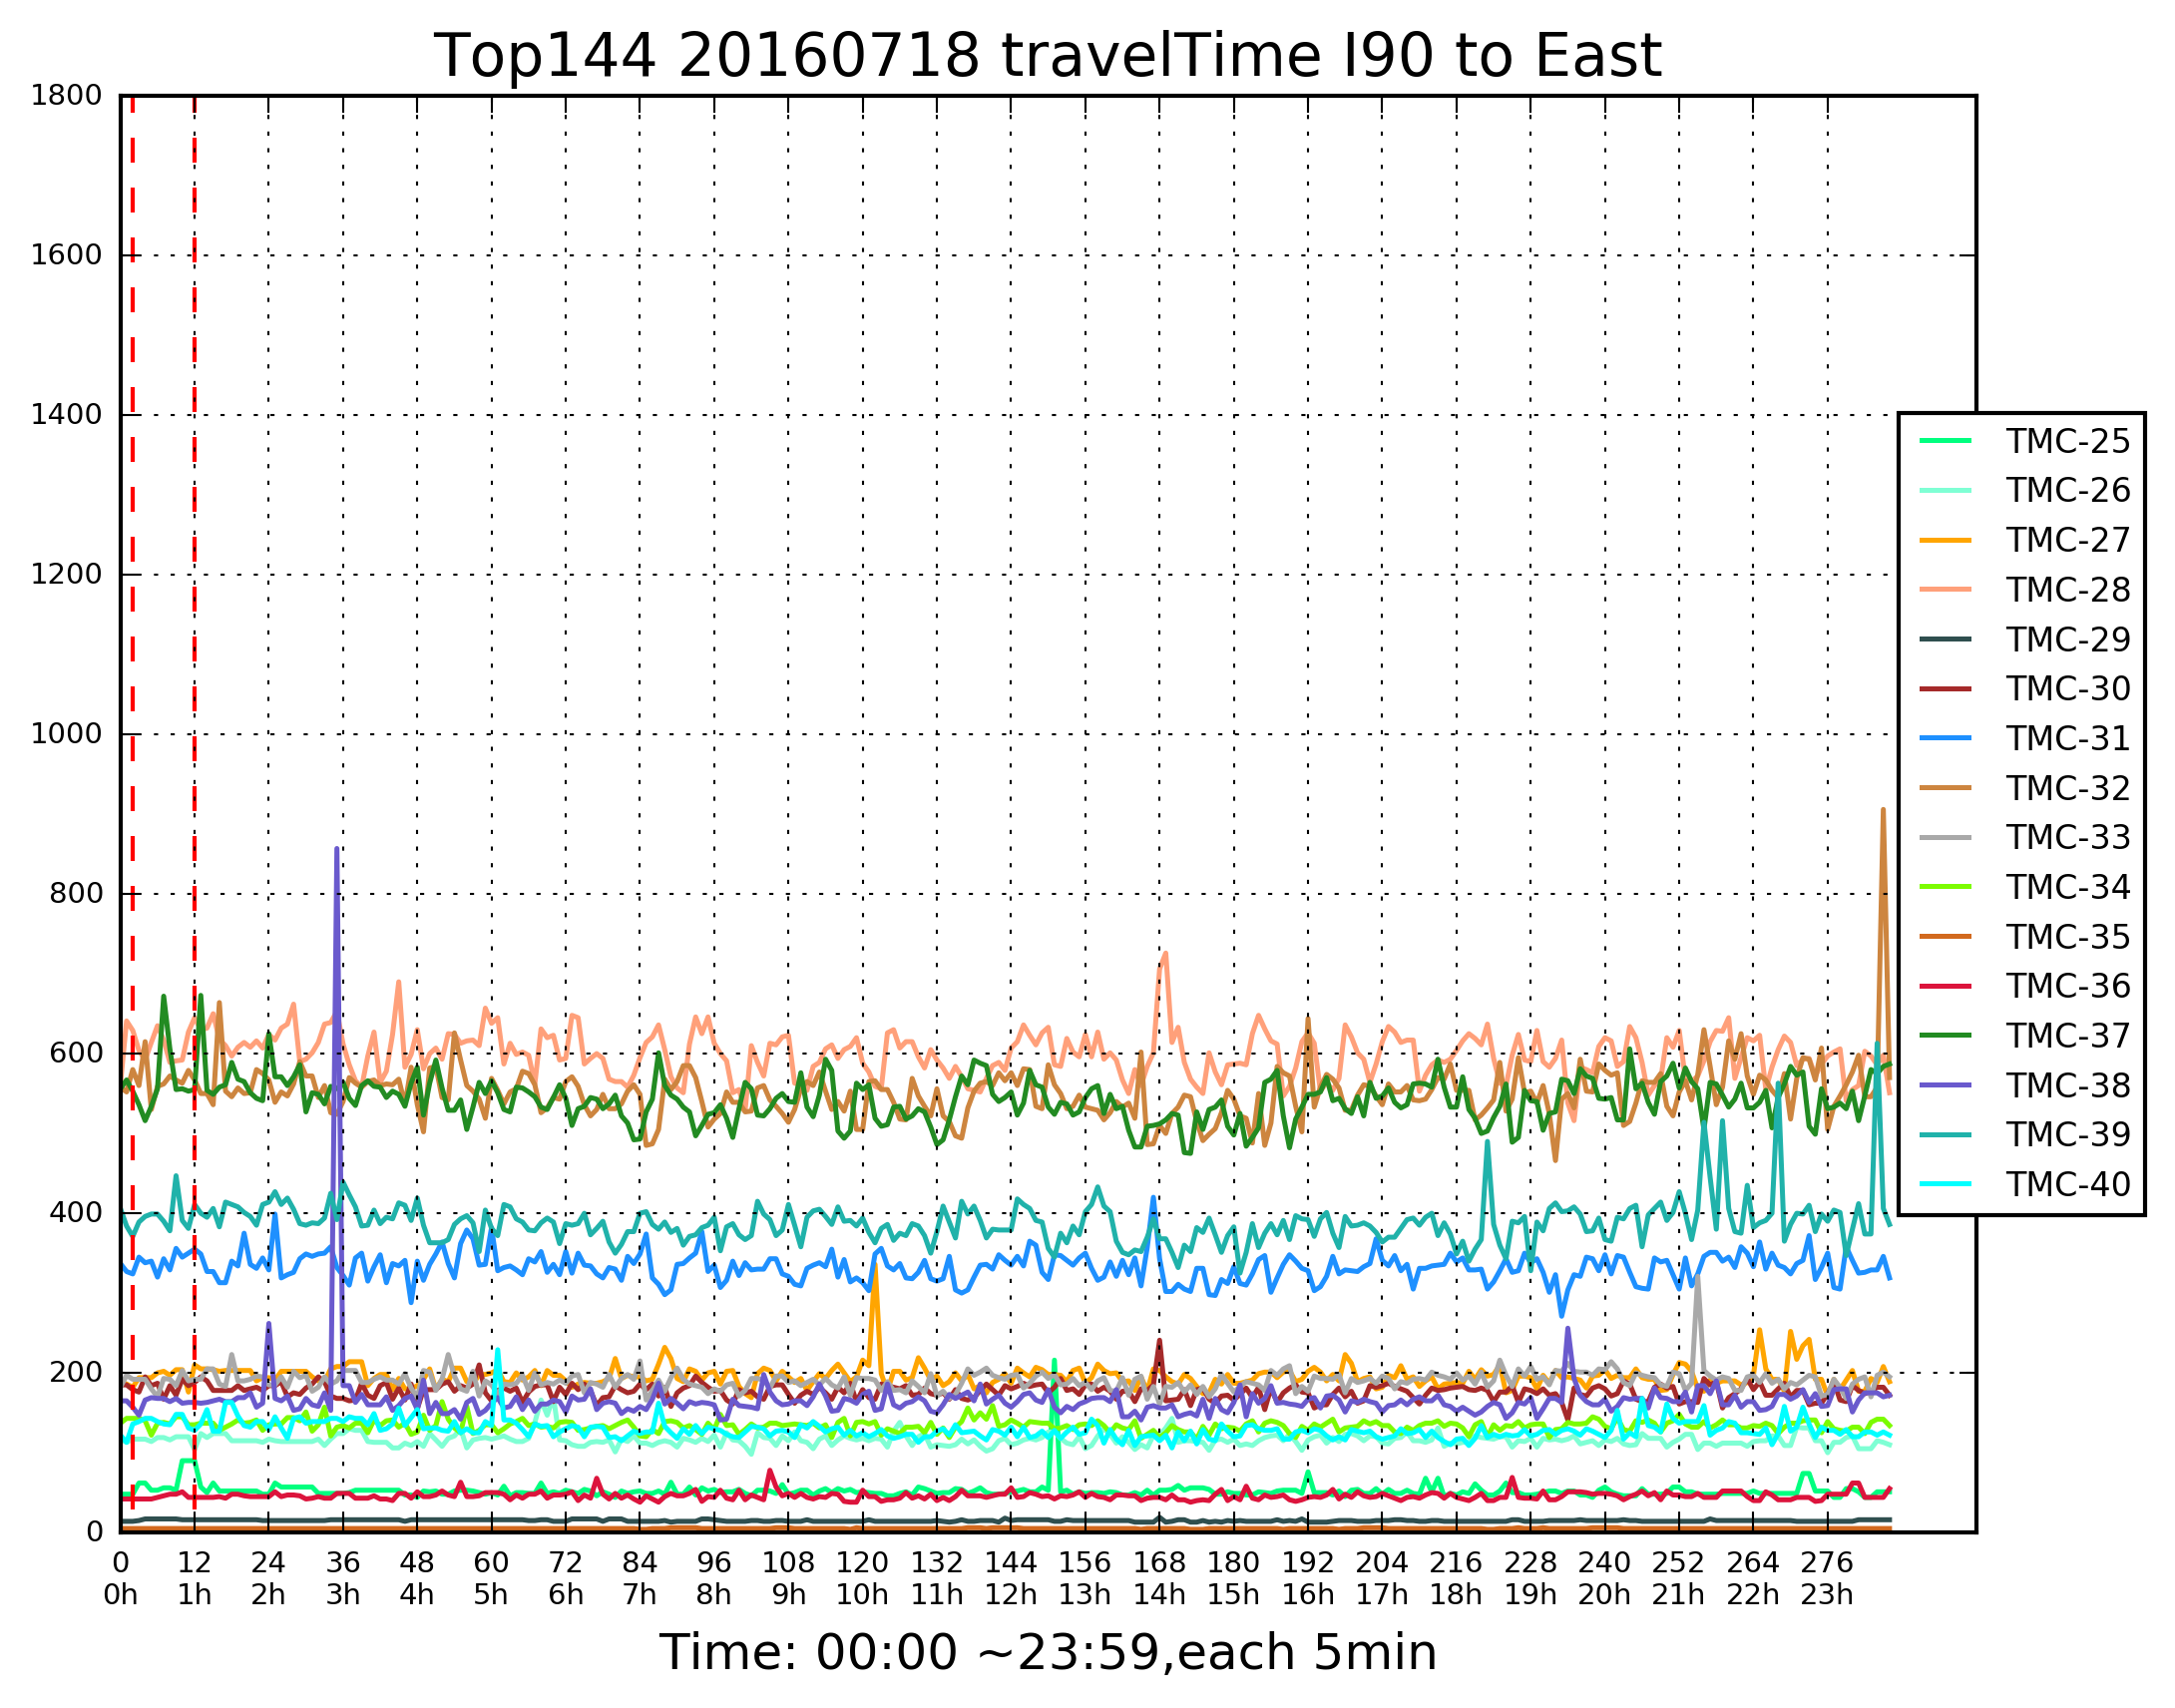 Top144 20160718 travelTime I90 to East
1800
1600
1400
1200
1000
800
600
400
200
0
TMC-25
TMC-26
TMC-27
TMC-28
TMC-29
TMC-30
TMC-31
TMC-32
TMC-33
TMC-34
TMC-35
TMC-36
TMC-37
TMC-38
TMC-39
TMC-40
0 12 24 36 48 60 72 84 96 108 120 132 144 156 168 180 192 204 216 228 240 252 264 276
0h 1h 2h 3h 4h 5h 6h 7h 8h 9h 10h 11h 12h 13h 14h 15h 16h 17h 18h 19h 20h 21h 22h 23h
Time: 00:00 ~23:59,each 5min